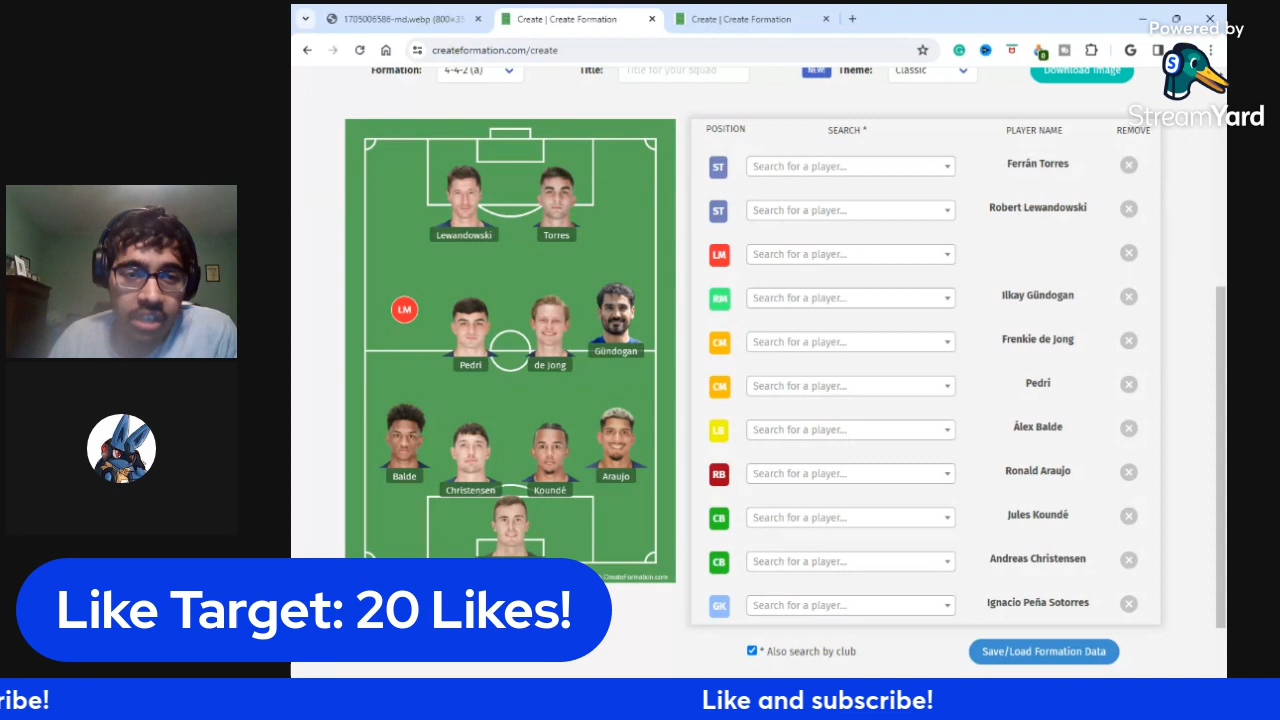 1705006586-md.webp (800×35
Create | Create Formation
Create | Create Formation
createformation.com/create
Powered by
StreamYard
Formation:
4-4-2 (a)
Title:
Title for your squad
NEW!
Theme:
Classic
Download Image
POSITION
SEARCH *
PLAYER NAME
REMOVE
ST
Search for a player...
Ferrán Torres
ST
Search for a player...
Robert Lewandowski
LM
Search for a player...
RM
Search for a player...
Ilkay Gündogan
CM
Search for a player...
Frenkie de Jong
CM
Search for a player...
Pedri
LB
Search for a player...
Álex Balde
RB
Search for a player...
Ronald Araujo
CB
Search for a player...
Jules Koundé
CB
Search for a player...
Andreas Christensen
GK
Search for a player...
Ignacio Peña Sotorres
Lewandowski
Torres
LM
Pedri
de Jong
Gündogan
Balde
Christensen
Koundé
Araujo
CreateFormation.com
* Also search by club
Save/Load Formation Data
Like Target: 20 Likes!
ribe!
Like and subscribe!